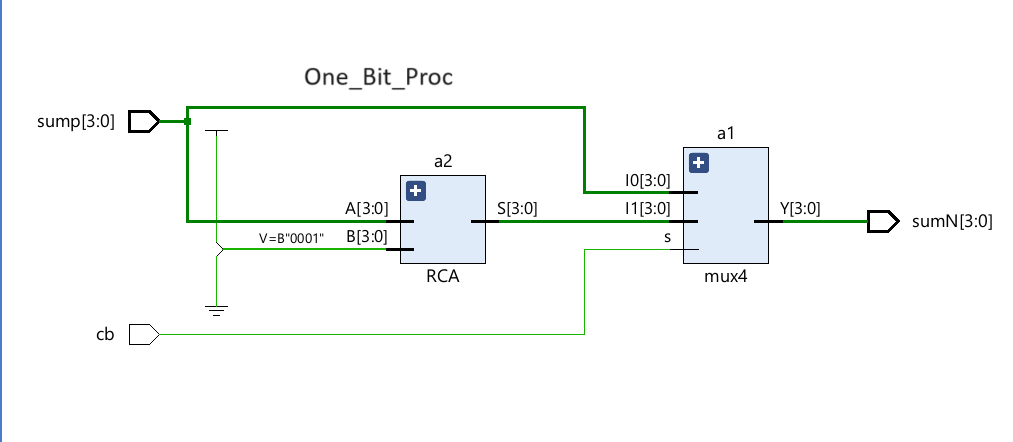 One_Bit_Proc
sump[3:0]
a1
a2
I0[3:0]
A[3:0]
S[3:0]
I1[3:0]
Y[3:0]
sumN[3:0]
V=B"0001"
B[3:0]
s
RCA
mux4
cb